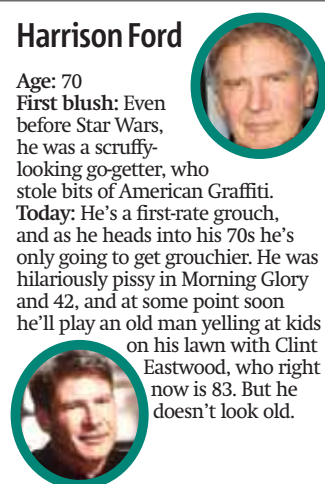 Harrison Ford
Age: 70
First blush: Even
before Star Wars,
he was a scruffy-
looking go-getter, who
stole bits of American Graffiti.
Today: He's a first-rate grouch,
and as he heads into his 70s he's
only going to get grouchier. He was
hilariously pissy in Morning Glory
and 42, and at some point soon
he'll play an old man yelling at kids
on his lawn with Clint
Eastwood, who right
now is 83. But he
doesn't look old.